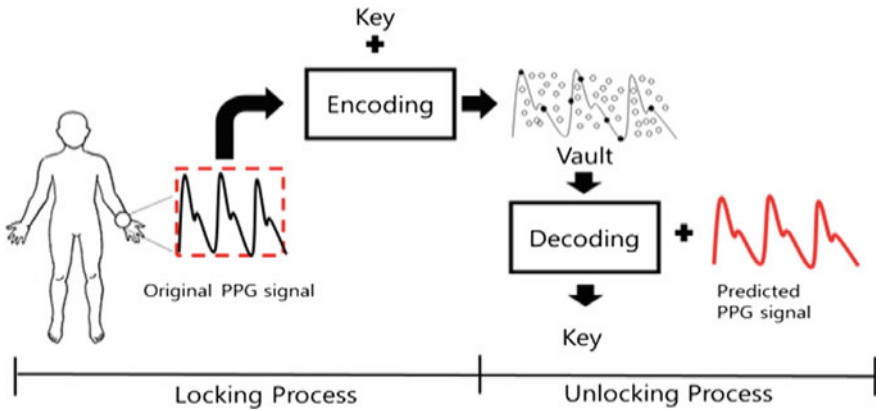 Key
Encoding
Vault
Original PPG signal
Decoding
Predicted
PPG signal
Key
Locking Process
Unlocking Process